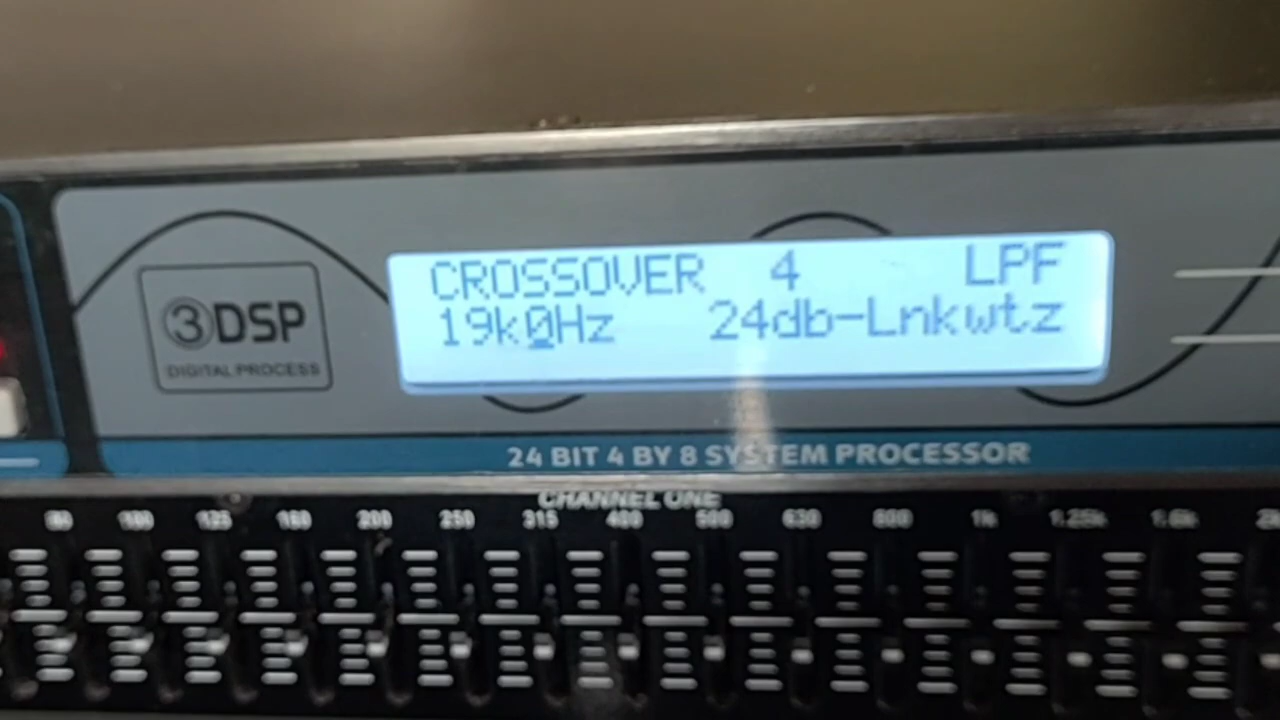 CROSSOVER 4 LPF
19k0Hz 24db-Lnkwtz
3DSP
DIGITAL PROCESS
24 BIT 4 BY 8 SYSTEM PROCESSOR
CHANNEL ONE
80 100 125 160 200 250 315 400 500 630 800 1k 1.25k 1.6k